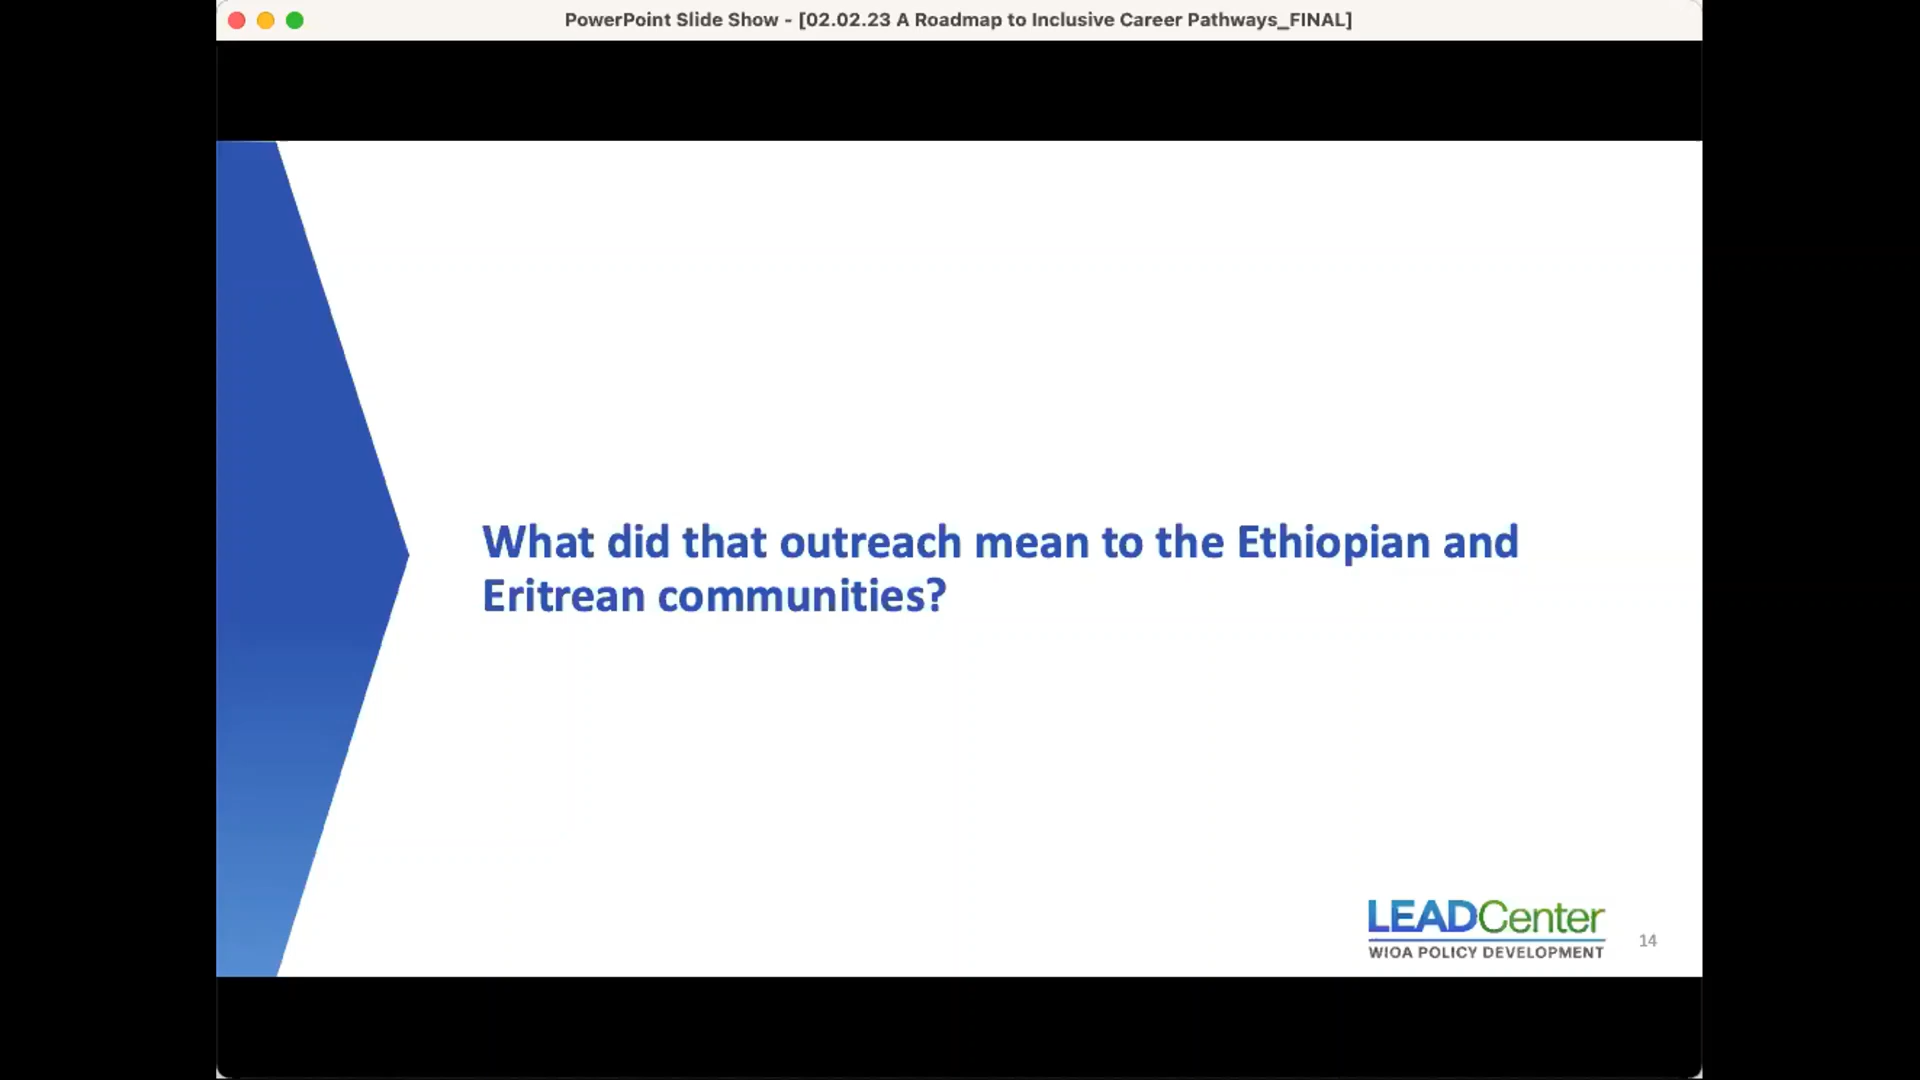 PowerPoint Slide Show - [02.02.23 A Roadmap to Inclusive Career Pathways_FINAL]
What did that outreach mean to the Ethiopian and
Eritrean communities?
LEADCenter
WIOA POLICY DEVELOPMENT
14